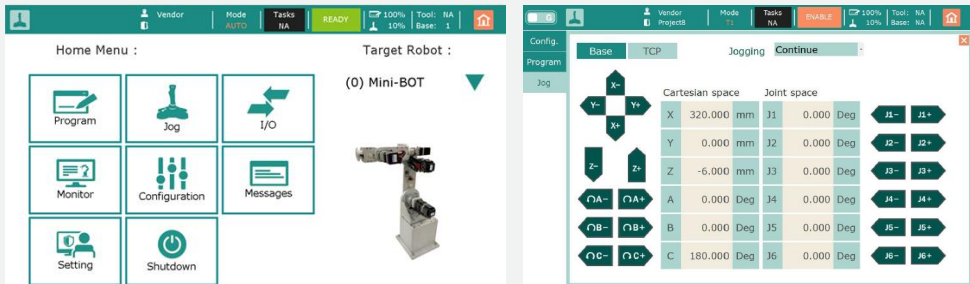 Vendor
Mode
AUTO
Tasks
NA
READY
100%
10%
Tool: NA
Base: 1
Home Menu :
Target Robot :
(0) Mini-BOT
Program
Jog
I/O
Monitor
Configuration
Messages
Setting
Shutdown
Vendor
Project8
Mode
T1
Tasks
NA
ENABLE
100%
10%
Tool: NA
Base: NA
Config.
Program
Jog
Base
TCP
Jogging
Continue
X-
Y-
Y+
X+
Z-
Z+
A-
A+
B-
B+
C-
C+
Cartesian space
Joint space
X 320.000 mm J1 0.000 Deg J1- J1+
Y 0.000 mm J2 0.000 Deg J2- J2+
Z -6.000 mm J3 0.000 Deg J3- J3+
A 0.000 Deg J4 0.000 Deg J4- J4+
B 0.000 Deg J5 0.000 Deg J5- J5+
C 180.000 Deg J6 0.000 Deg J6- J6+